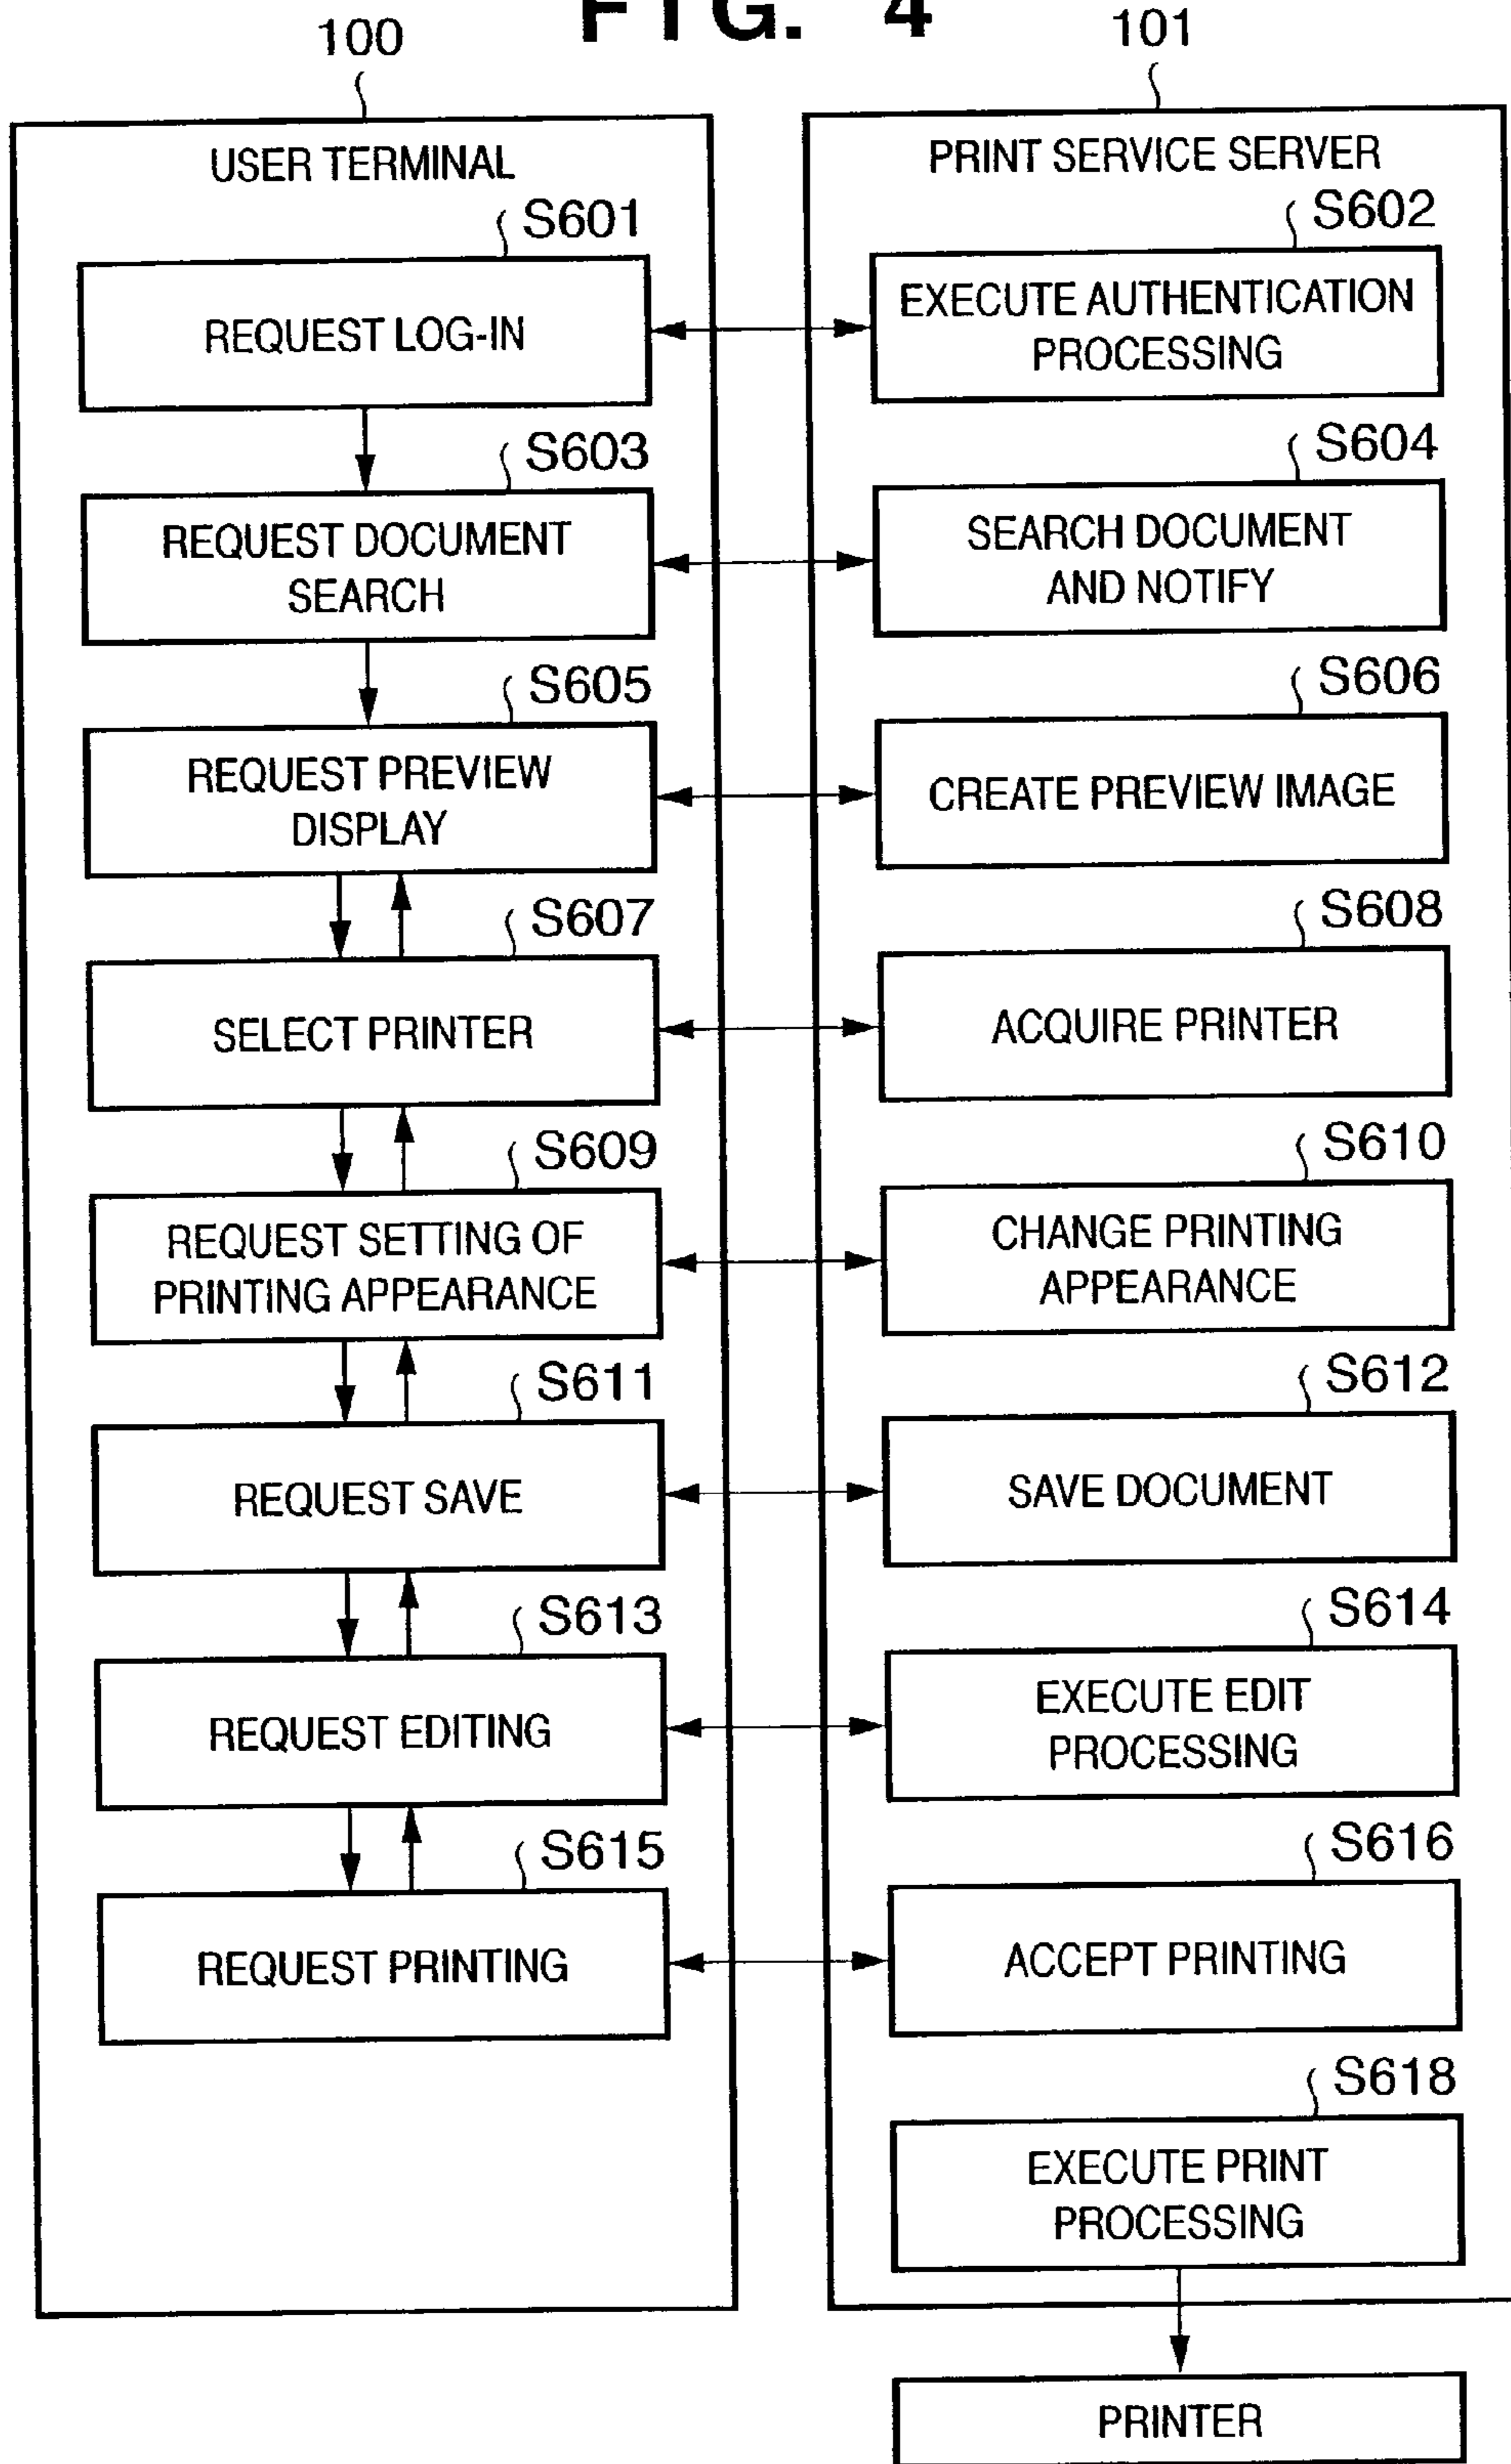 FIG. 4
100
101
USER TERMINAL
PRINT SERVICE SERVER
S601
REQUEST LOG-IN
S602
EXECUTE AUTHENTICATION
PROCESSING
S603
REQUEST DOCUMENT
SEARCH
S604
SEARCH DOCUMENT
AND NOTIFY
S605
REQUEST PREVIEW
DISPLAY
S606
CREATE PREVIEW IMAGE
S607
SELECT PRINTER
S608
ACQUIRE PRINTER
S609
REQUEST SETTING OF
PRINTING APPEARANCE
S610
CHANGE PRINTING
APPEARANCE
S611
REQUEST SAVE
S612
SAVE DOCUMENT
S613
REQUEST EDITING
S614
EXECUTE EDIT
PROCESSING
S615
REQUEST PRINTING
S616
ACCEPT PRINTING
S618
EXECUTE PRINT
PROCESSING
PRINTER